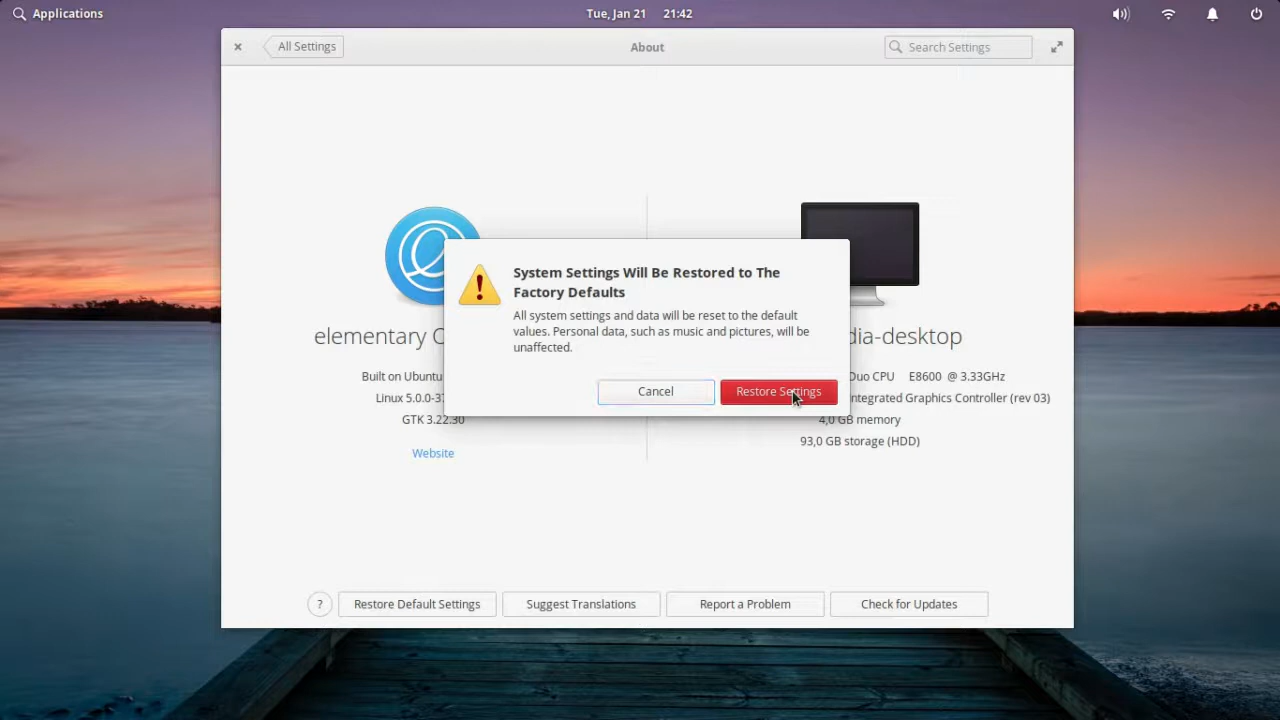 Applications
Tue, Jan 21 21:42
All Settings
About
Search Settings
System Settings Will Be Restored to The
Factory Defaults
All system settings and data will be reset to the default
values. Personal data, such as music and pictures, will be
unaffected.
Cancel
Restore Settings
elementary O
dia-desktop
Built on Ubuntu
Duo CPU E8600 @ 3.33GHz
Linux 5.0.0-37
ntegrated Graphics Controller (rev 03)
GTK 3.22.30
4,0 GB memory
93,0 GB storage (HDD)
Website
?
Restore Default Settings
Suggest Translations
Report a Problem
Check for Updates